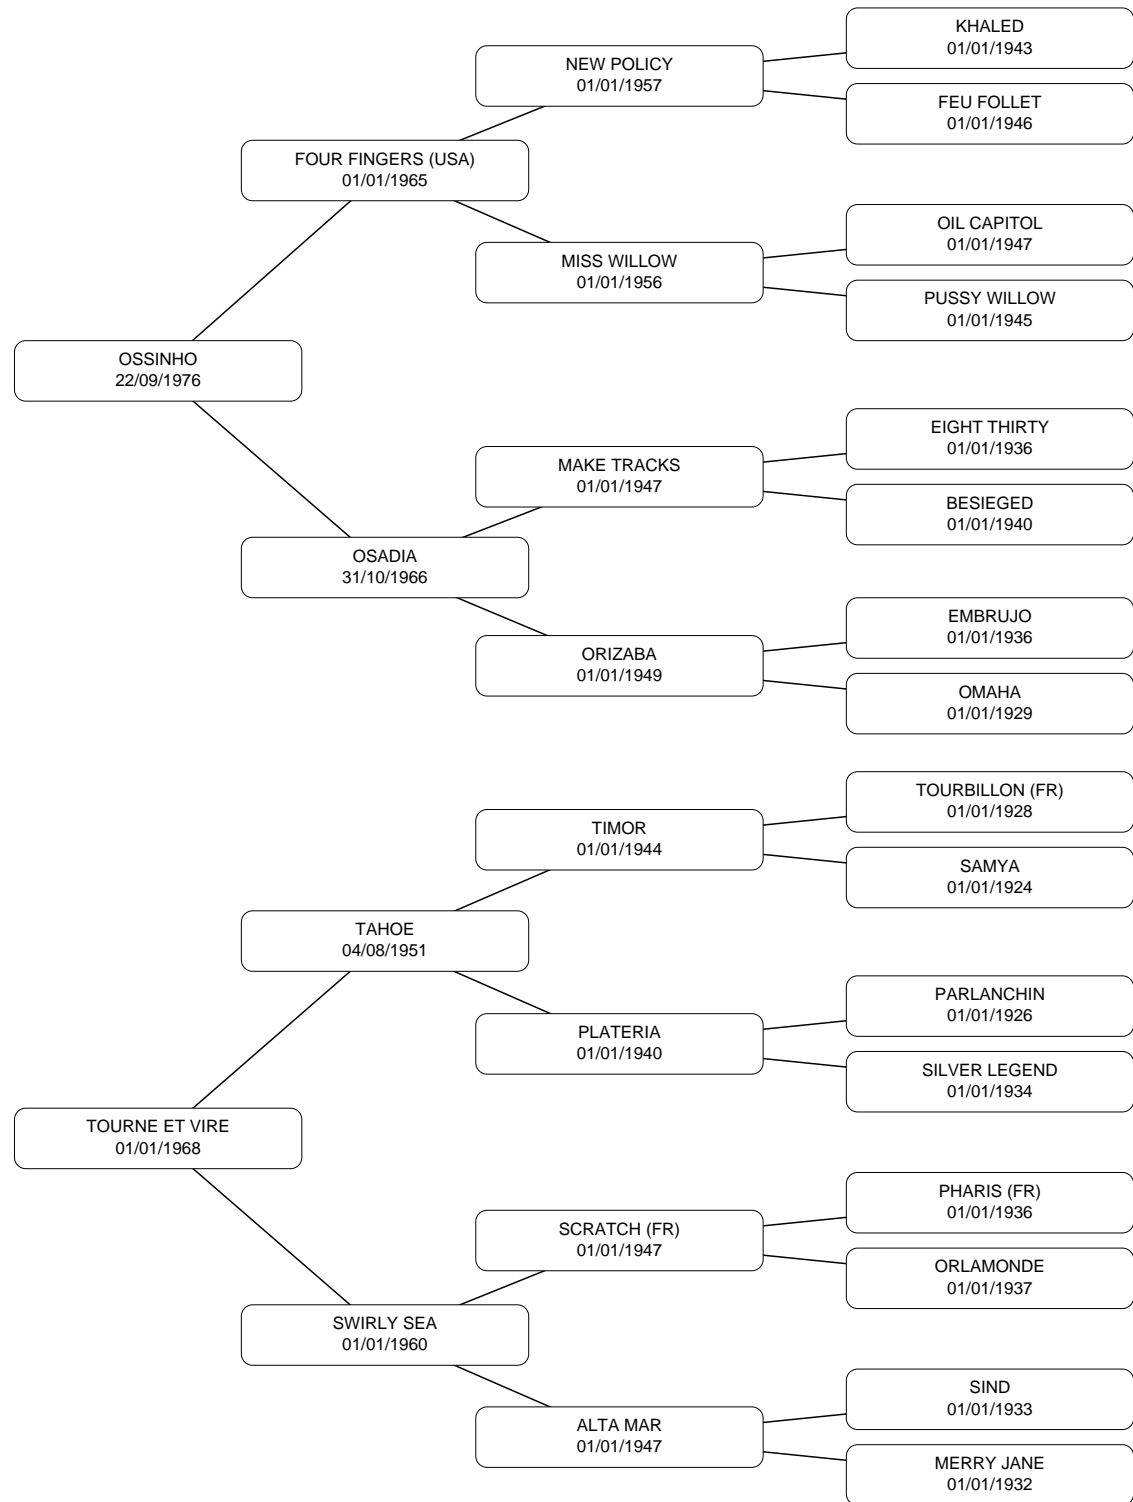 KHALED
01/01/1943
NEW POLICY
01/01/1957
FEU FOLLET
01/01/1946
FOUR FINGERS (USA)
01/01/1965
OIL CAPITOL
01/01/1947
MISS WILLOW
01/01/1956
PUSSY WILLOW
01/01/1945
OSSINHO
22/09/1976
EIGHT THIRTY
01/01/1936
MAKE TRACKS
01/01/1947
BESIEGED
01/01/1940
OSADIA
31/10/1966
EMBRUJO
01/01/1936
ORIZABA
01/01/1949
OMAHA
01/01/1929
TOURBILLON (FR)
01/01/1928
TIMOR
01/01/1944
SAMYA
01/01/1924
TAHOE
04/08/1951
PARLANCHIN
01/01/1926
PLATERIA
01/01/1940
SILVER LEGEND
01/01/1934
TOURNE ET VIRE
01/01/1968
PHARIS (FR)
01/01/1936
SCRATCH (FR)
01/01/1947
ORLAMONDE
01/01/1937
SWIRLY SEA
01/01/1960
SIND
01/01/1933
ALTA MAR
01/01/1947
MERRY JANE
01/01/1932